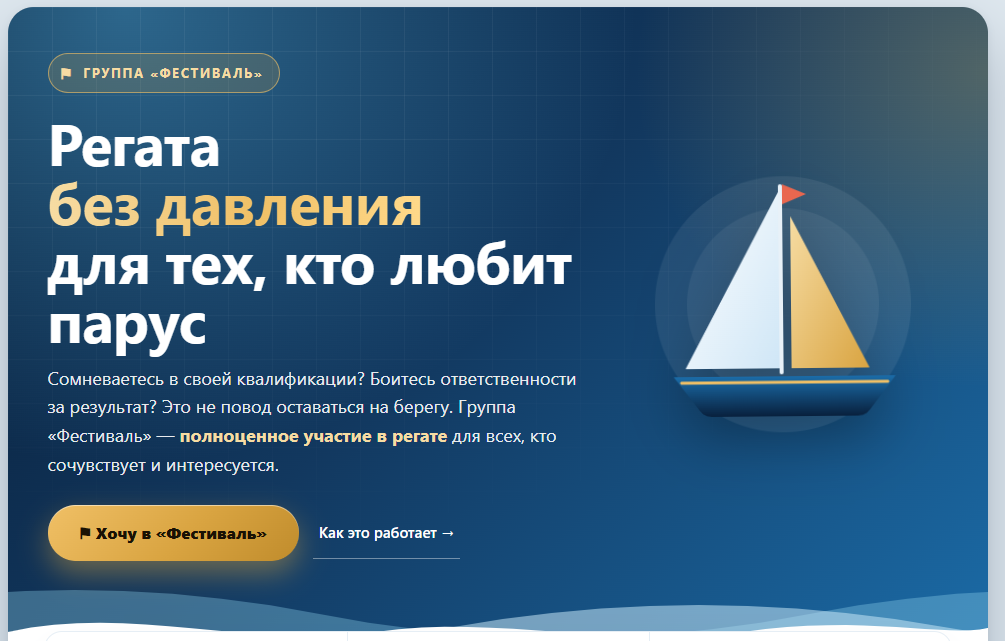 ⚑ ГРУППА «ФЕСТИВАЛЬ»
Регата
без давления
для тех, кто любит
парус
Сомневаетесь в своей квалификации? Боитесь ответственности
за результат? Это не повод оставаться на берегу. Группа
«Фестиваль» — полноценное участие в регате для всех, кто
сочувствует и интересуется.
⚑ Хочу в «Фестиваль»
Как это работает →